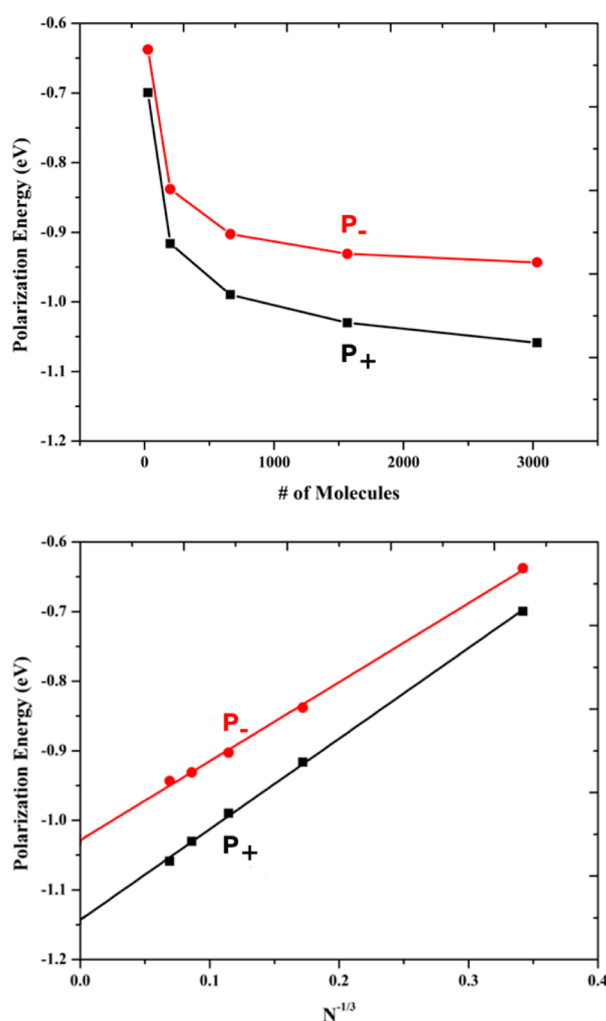 -0.6
-0.7
-0.8
-0.9
-1.0
-1.1
-1.2
Polarization Energy (eV)
P-
P+
0
1000
2000
3000
# of Molecules
-0.6
-0.7
-0.8
-0.9
-1.0
-1.1
-1.2
Polarization Energy (eV)
P-
P+
0.0
0.1
0.2
0.3
0.4
N-1/3